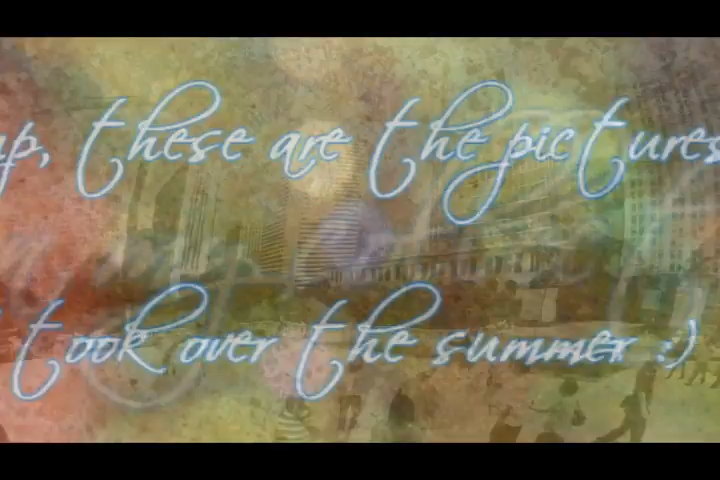 up, these are the pictures
I took over the summer :)